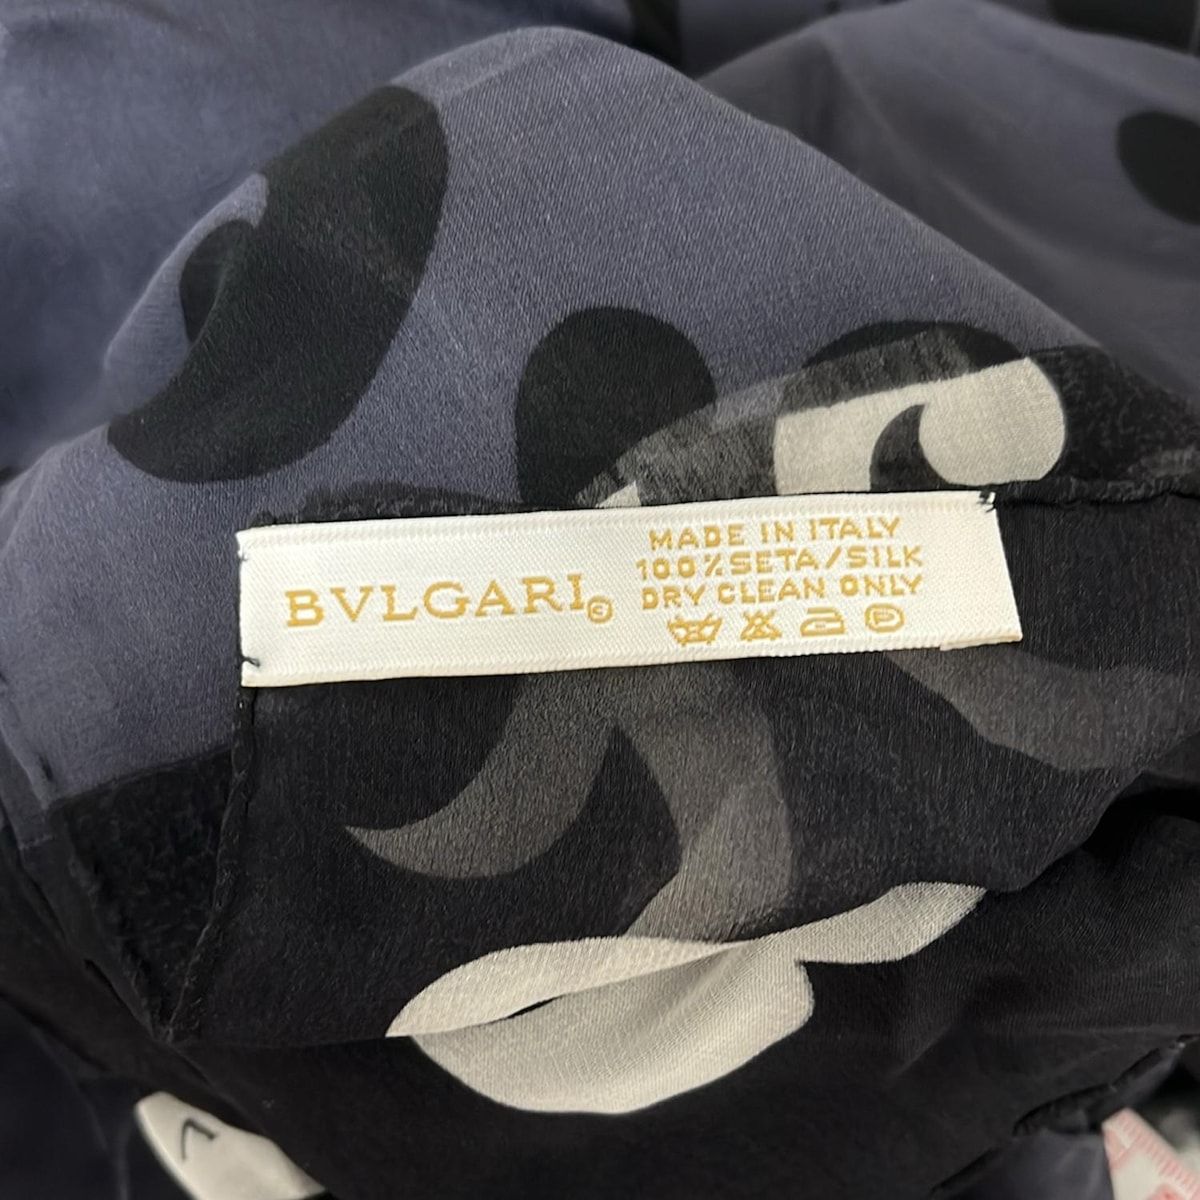 BVLGARI©
MADE IN ITALY
100%SETA/SILK
DRY CLEAN ONLY
P